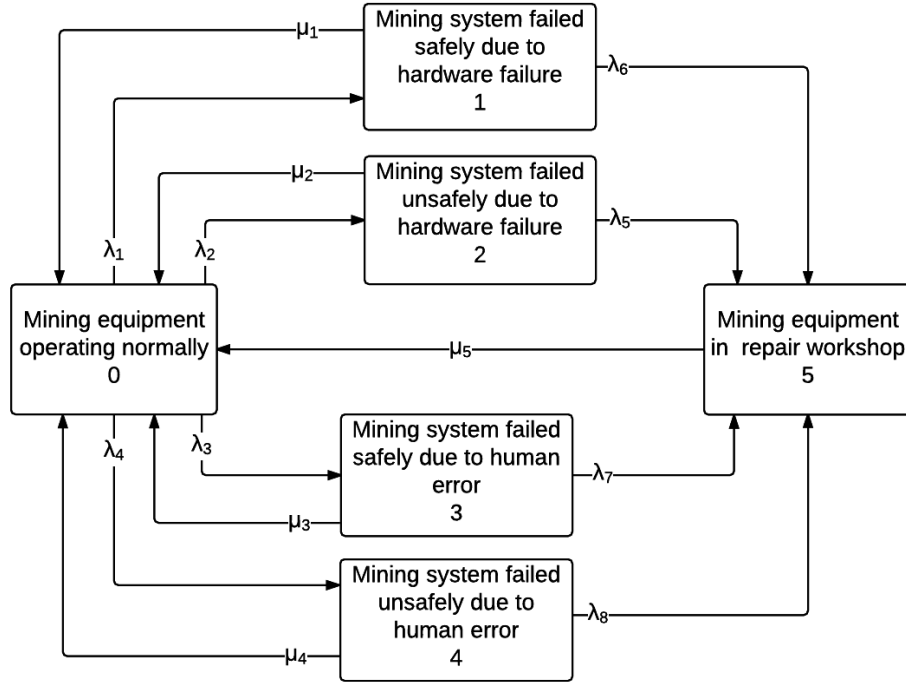 μ1
Mining system failed
safely due to
hardware failure
1
λ6
μ2
Mining system failed
unsafely due to
hardware failure
2
λ5
λ1
λ2
Mining equipment
operating normally
0
μ5
Mining equipment
in repair workshop
5
λ4
λ3
Mining system failed
safely due to human
error
3
λ7
μ3
Mining system failed
unsafely due to
human error
4
λ8
μ4